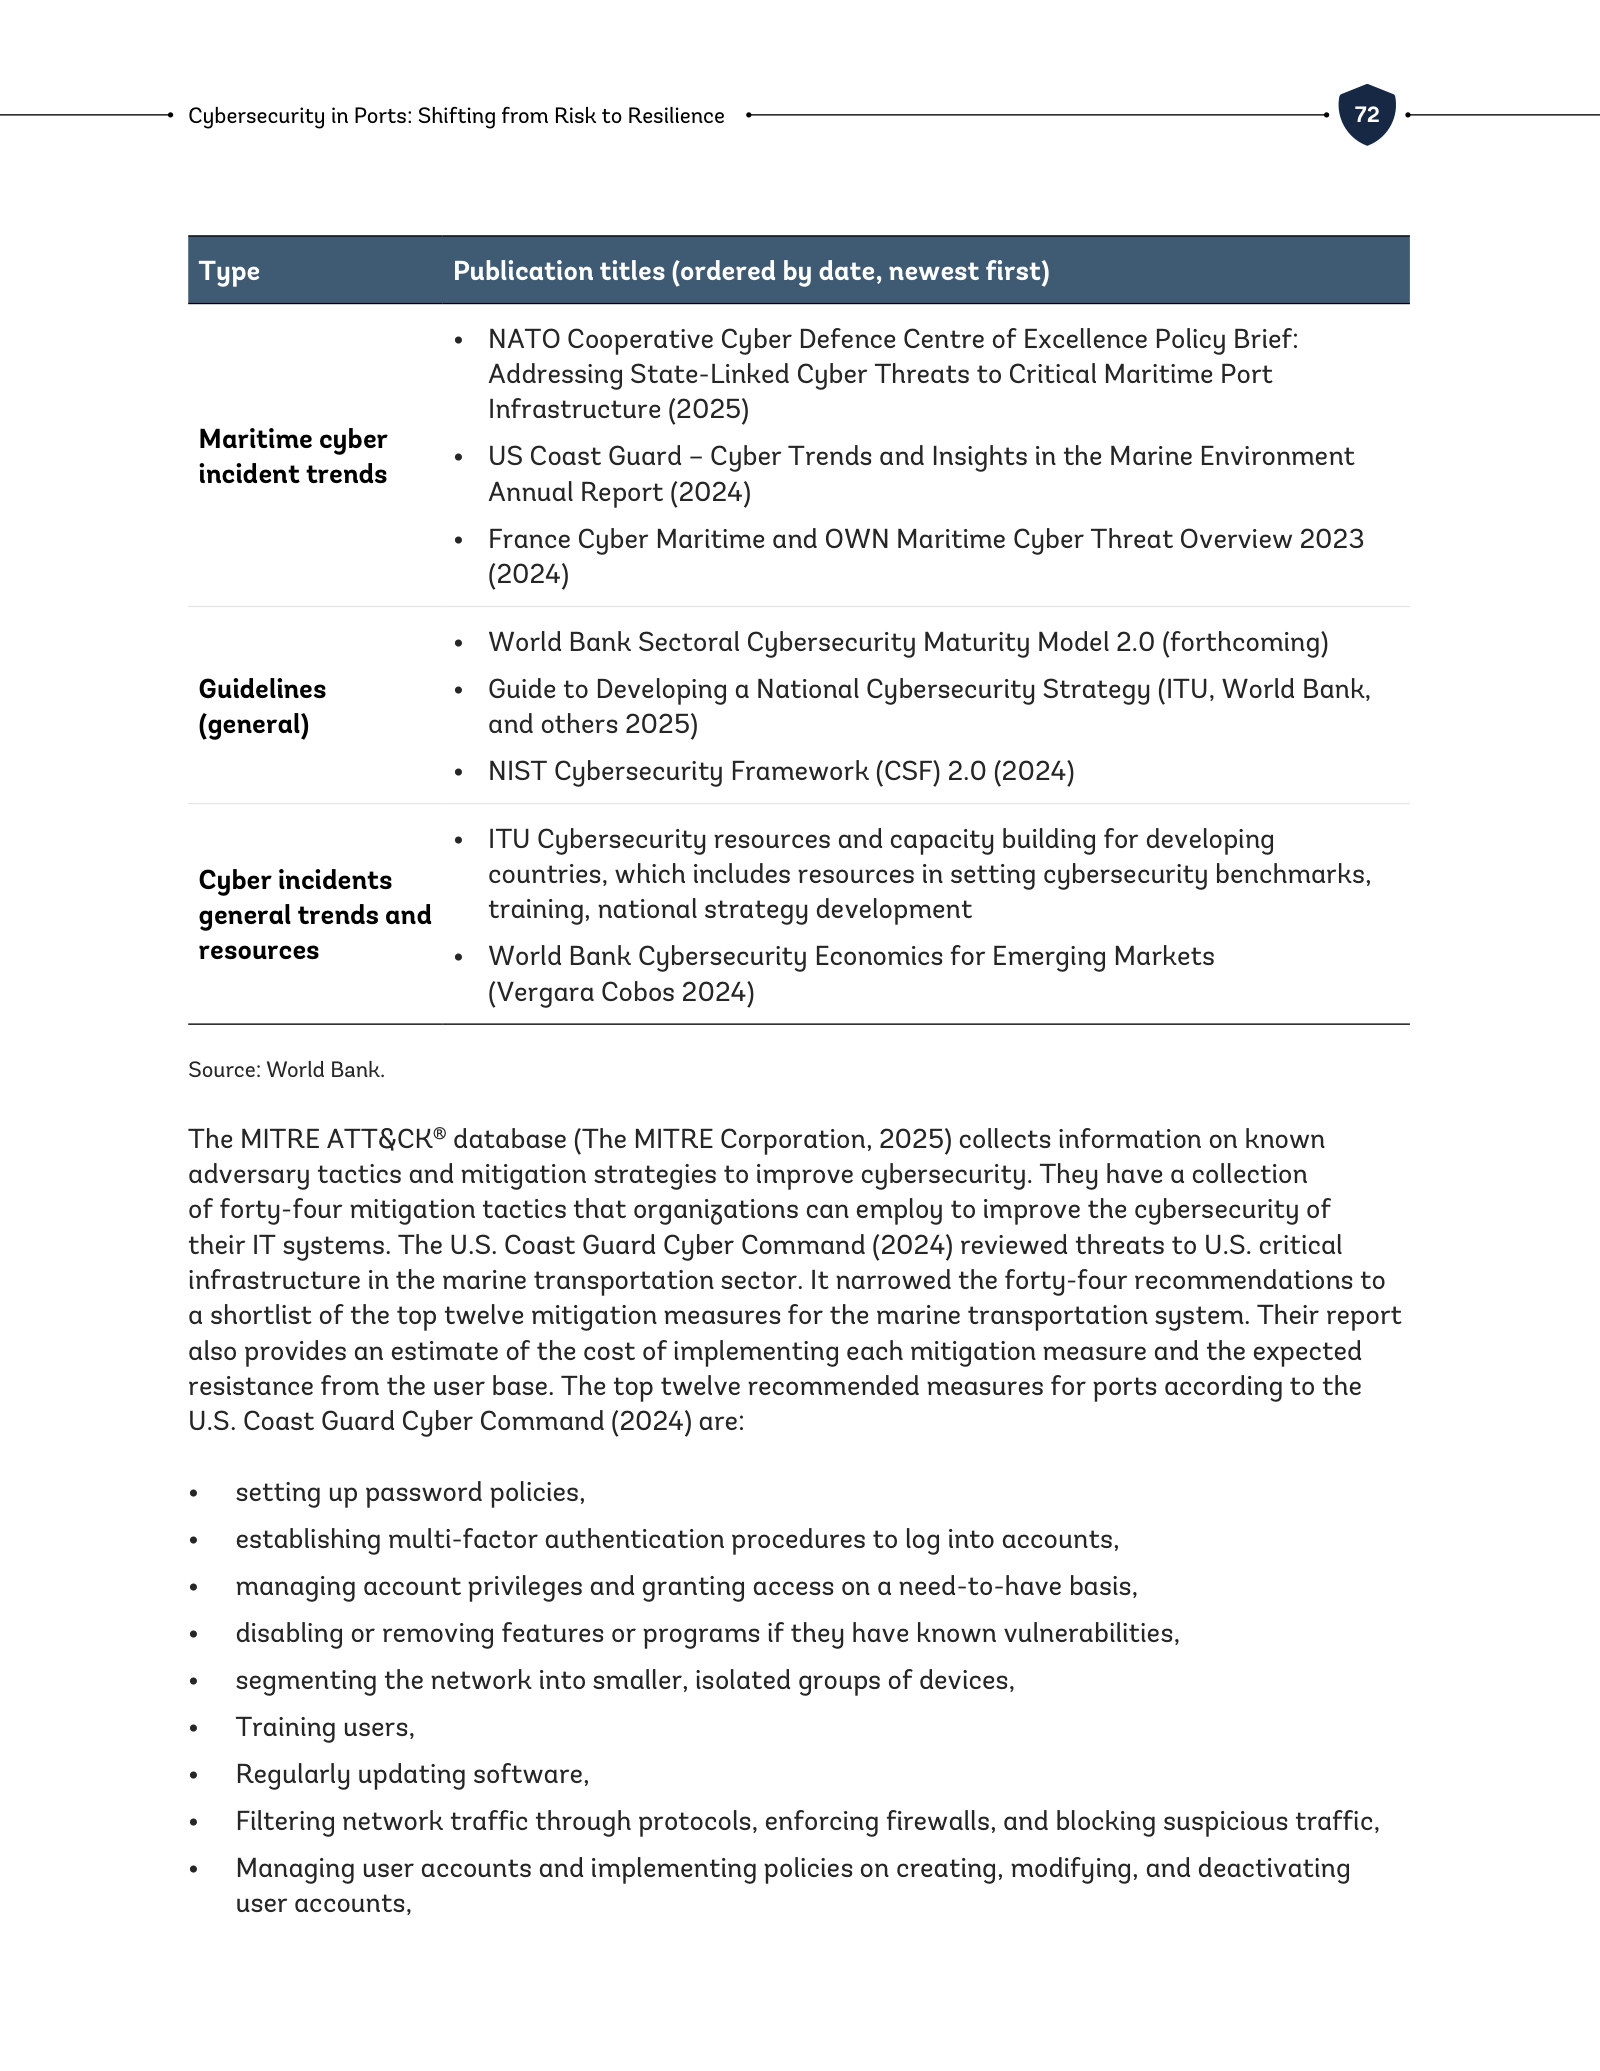 Cybersecurity in Ports: Shifting from Risk to Resilience
72
Type
Publication titles (ordered by date, newest first)
Maritime cyber
incident trends
• NATO Cooperative Cyber Defence Centre of Excellence Policy Brief:
Addressing State-Linked Cyber Threats to Critical Maritime Port
Infrastructure (2025)
• US Coast Guard – Cyber Trends and Insights in the Marine Environment
Annual Report (2024)
• France Cyber Maritime and OWN Maritime Cyber Threat Overview 2023
(2024)
Guidelines
(general)
• World Bank Sectoral Cybersecurity Maturity Model 2.0 (forthcoming)
• Guide to Developing a National Cybersecurity Strategy (ITU, World Bank,
and others 2025)
• NIST Cybersecurity Framework (CSF) 2.0 (2024)
Cyber incidents
general trends and
resources
• ITU Cybersecurity resources and capacity building for developing
countries, which includes resources in setting cybersecurity benchmarks,
training, national strategy development
• World Bank Cybersecurity Economics for Emerging Markets
(Vergara Cobos 2024)
Source: World Bank.
The MITRE ATT&CK® database (The MITRE Corporation, 2025) collects information on known
adversary tactics and mitigation strategies to improve cybersecurity. They have a collection
of forty-four mitigation tactics that organizations can employ to improve the cybersecurity of
their IT systems. The U.S. Coast Guard Cyber Command (2024) reviewed threats to U.S. critical
infrastructure in the marine transportation sector. It narrowed the forty-four recommendations to
a shortlist of the top twelve mitigation measures for the marine transportation system. Their report
also provides an estimate of the cost of implementing each mitigation measure and the expected
resistance from the user base. The top twelve recommended measures for ports according to the
U.S. Coast Guard Cyber Command (2024) are:
• setting up password policies,
• establishing multi-factor authentication procedures to log into accounts,
• managing account privileges and granting access on a need-to-have basis,
• disabling or removing features or programs if they have known vulnerabilities,
• segmenting the network into smaller, isolated groups of devices,
• Training users,
• Regularly updating software,
• Filtering network traffic through protocols, enforcing firewalls, and blocking suspicious traffic,
• Managing user accounts and implementing policies on creating, modifying, and deactivating
user accounts,